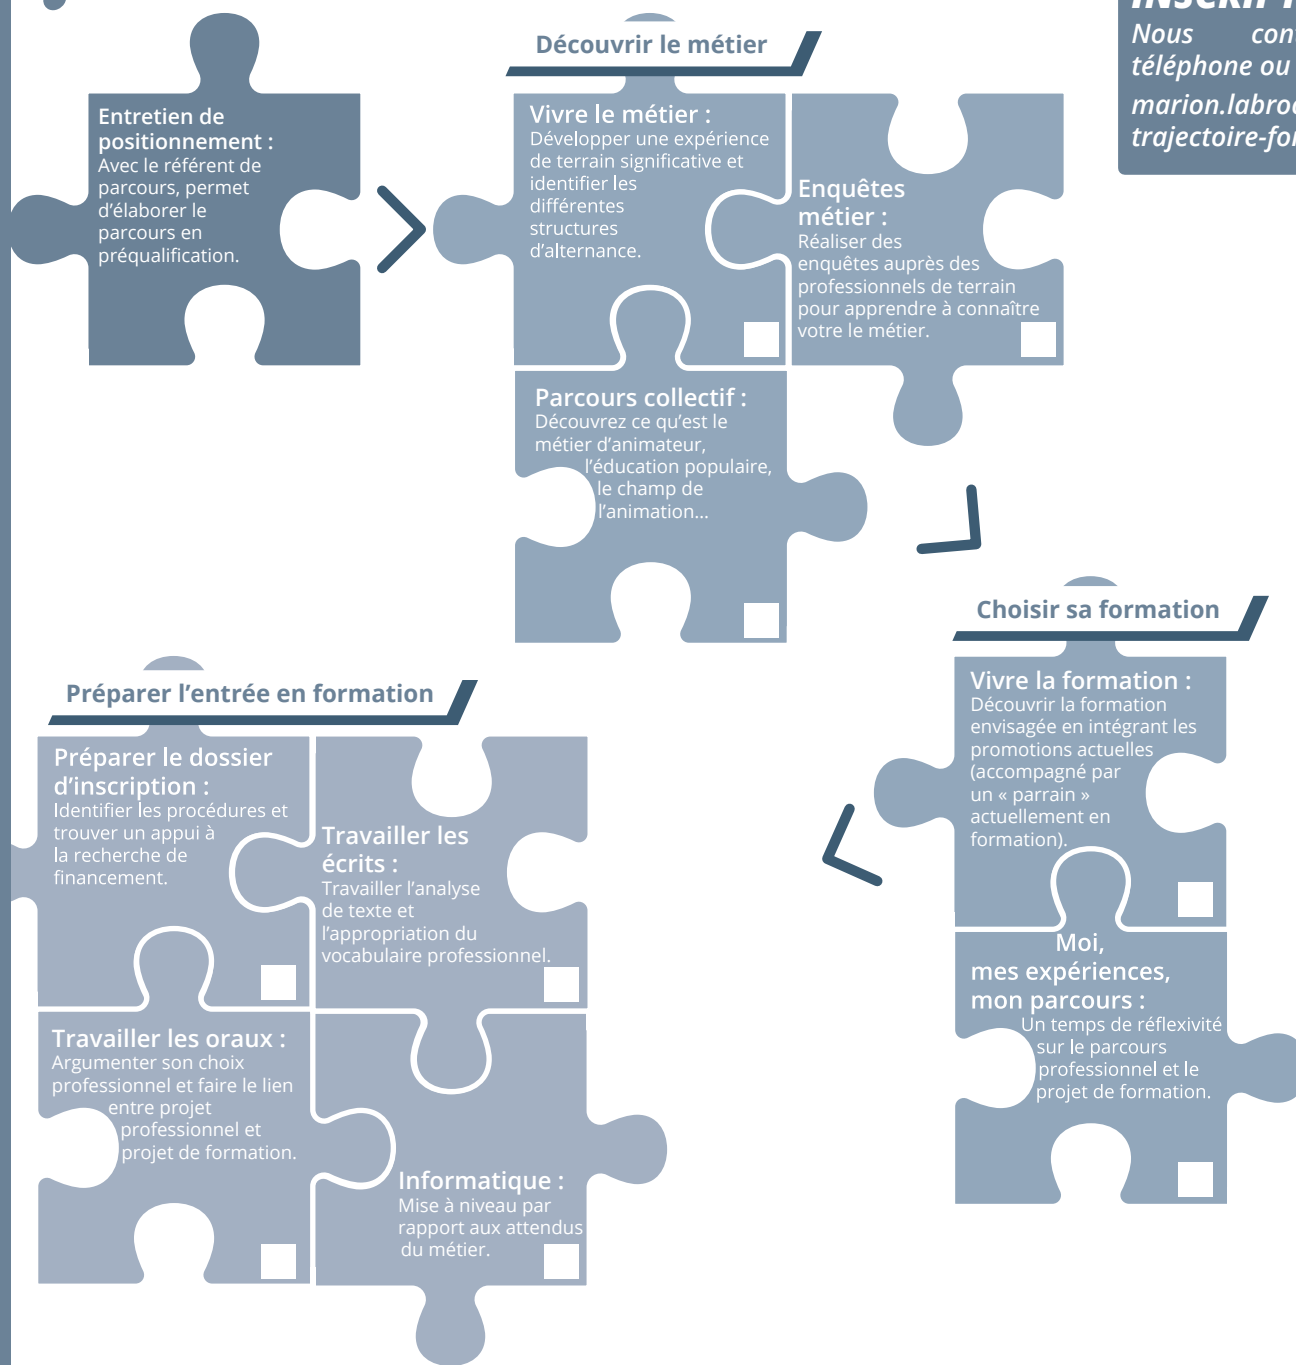 Entretien de
positionnement :
Avec le référent de
parcours, permet
d’élaborer le
parcours en
préqualification.
Découvrir le métier
Vivre le métier :
Développer une expérience
de terrain significative et
identifier les
différentes
structures
d’alternance.
Enquêtes
métier :
Réaliser des
enquêtes auprès des
professionnels de terrain
pour apprendre à connaître
votre le métier.
Parcours collectif :
Découvrez ce qu’est le
métier d’animateur,
l’éducation populaire,
le champ de
l’animation...
Nous
téléphone ou
Choisir sa formation
Vivre la formation :
Découvrir la formation
envisagée en intégrant les
promotions actuelles
(accompagné par
un « parrain »
actuellement en
formation).
Moi,
mes expériences,
mon parcours :
Un temps de réflexivité
sur le parcours
professionnel et le
projet de formation.
Préparer l’entrée en formation
Préparer le dossier
d’inscription :
Identifier les procédures et
trouver un appui à
la recherche de
financement.
Travailler les
écrits :
Travailler l’analyse
de texte et
l’appropriation du
vocabulaire professionnel.
Travailler les oraux :
Argumenter son choix
professionnel et faire le lien
entre projet
professionnel et
projet de formation.
Informatique :
Mise à niveau par
rapport aux attendus
du métier.